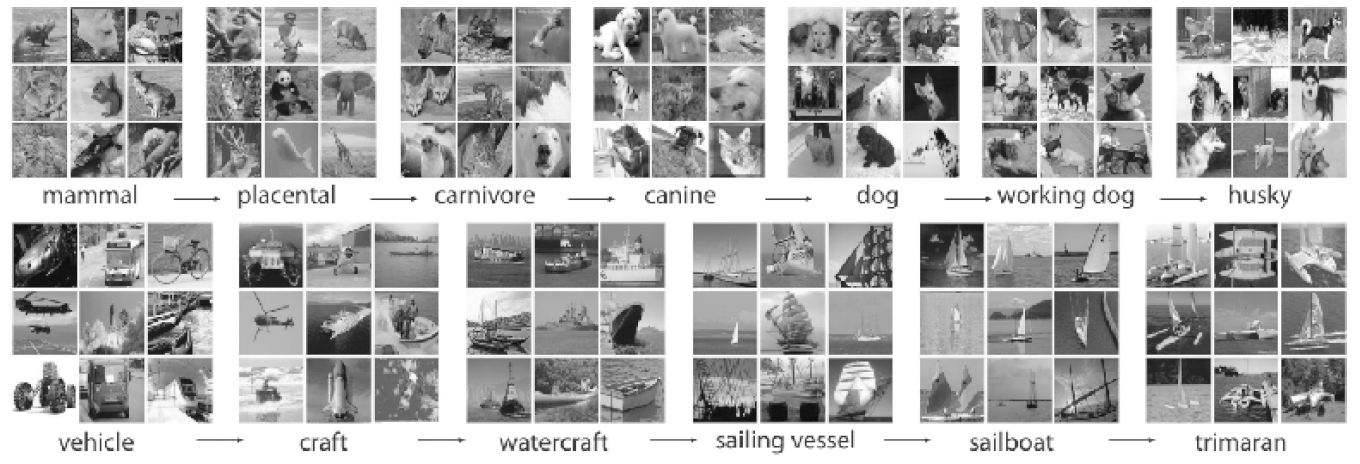 mammal → placental → carnivore → canine → dog → working dog → husky
vehicle → craft → watercraft → sailing vessel → sailboat → trimaran